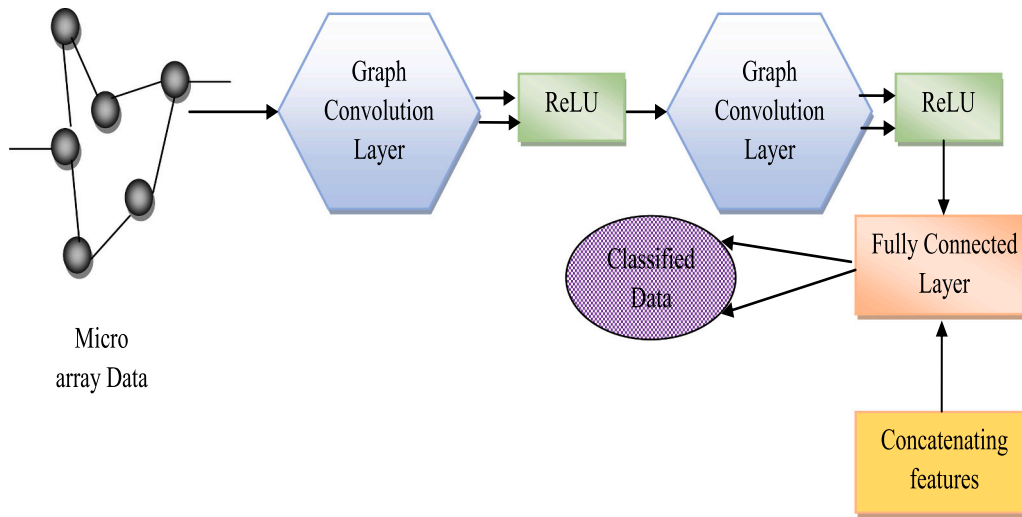 Micro
array Data
Graph
Convolution
Layer
ReLU
Graph
Convolution
Layer
ReLU
Fully Connected
Layer
Classified
Data
Concatenating
features